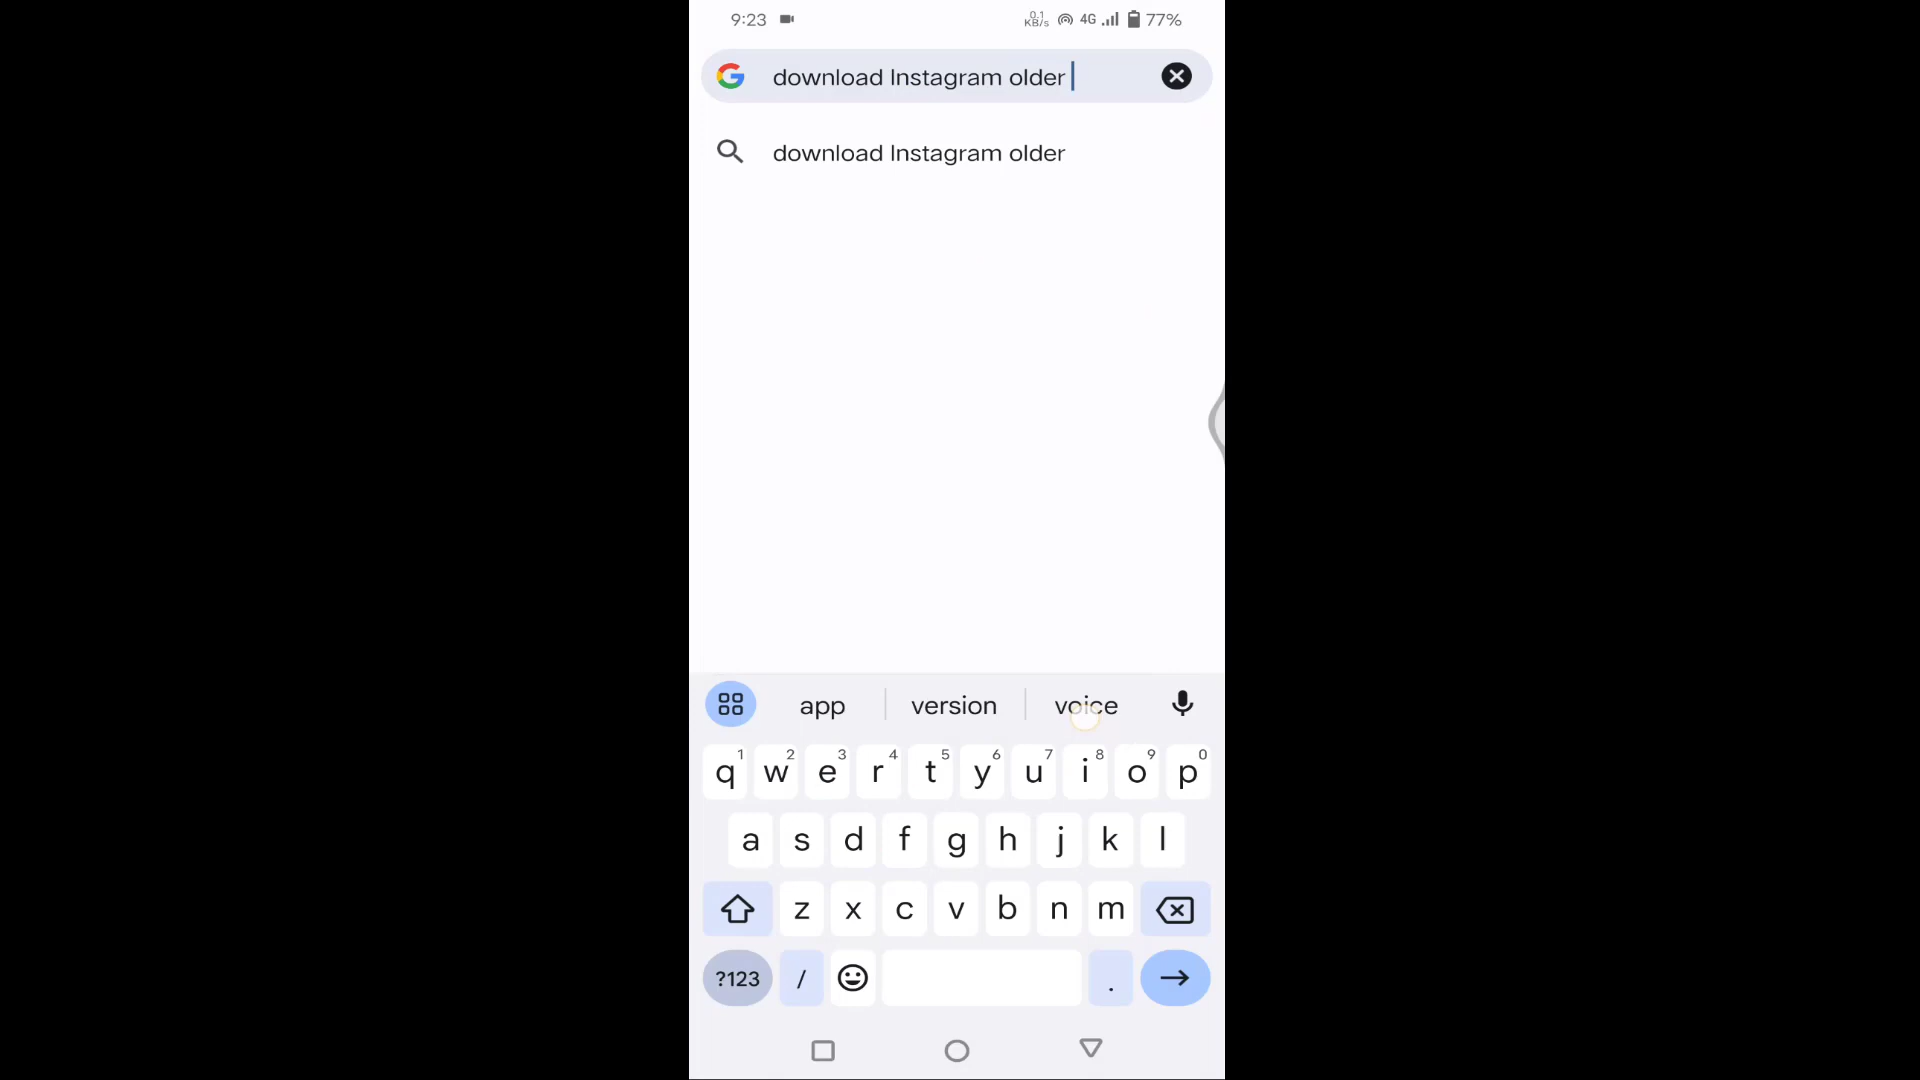 9:23 0.1 KB/s 4G 77%
download Instagram older
download Instagram older
app version voice
q1 w2 e3 r4 t5 y6 u7 i8 o9 p0
a s d f g h j k l
z x c v b n m
?123 / .